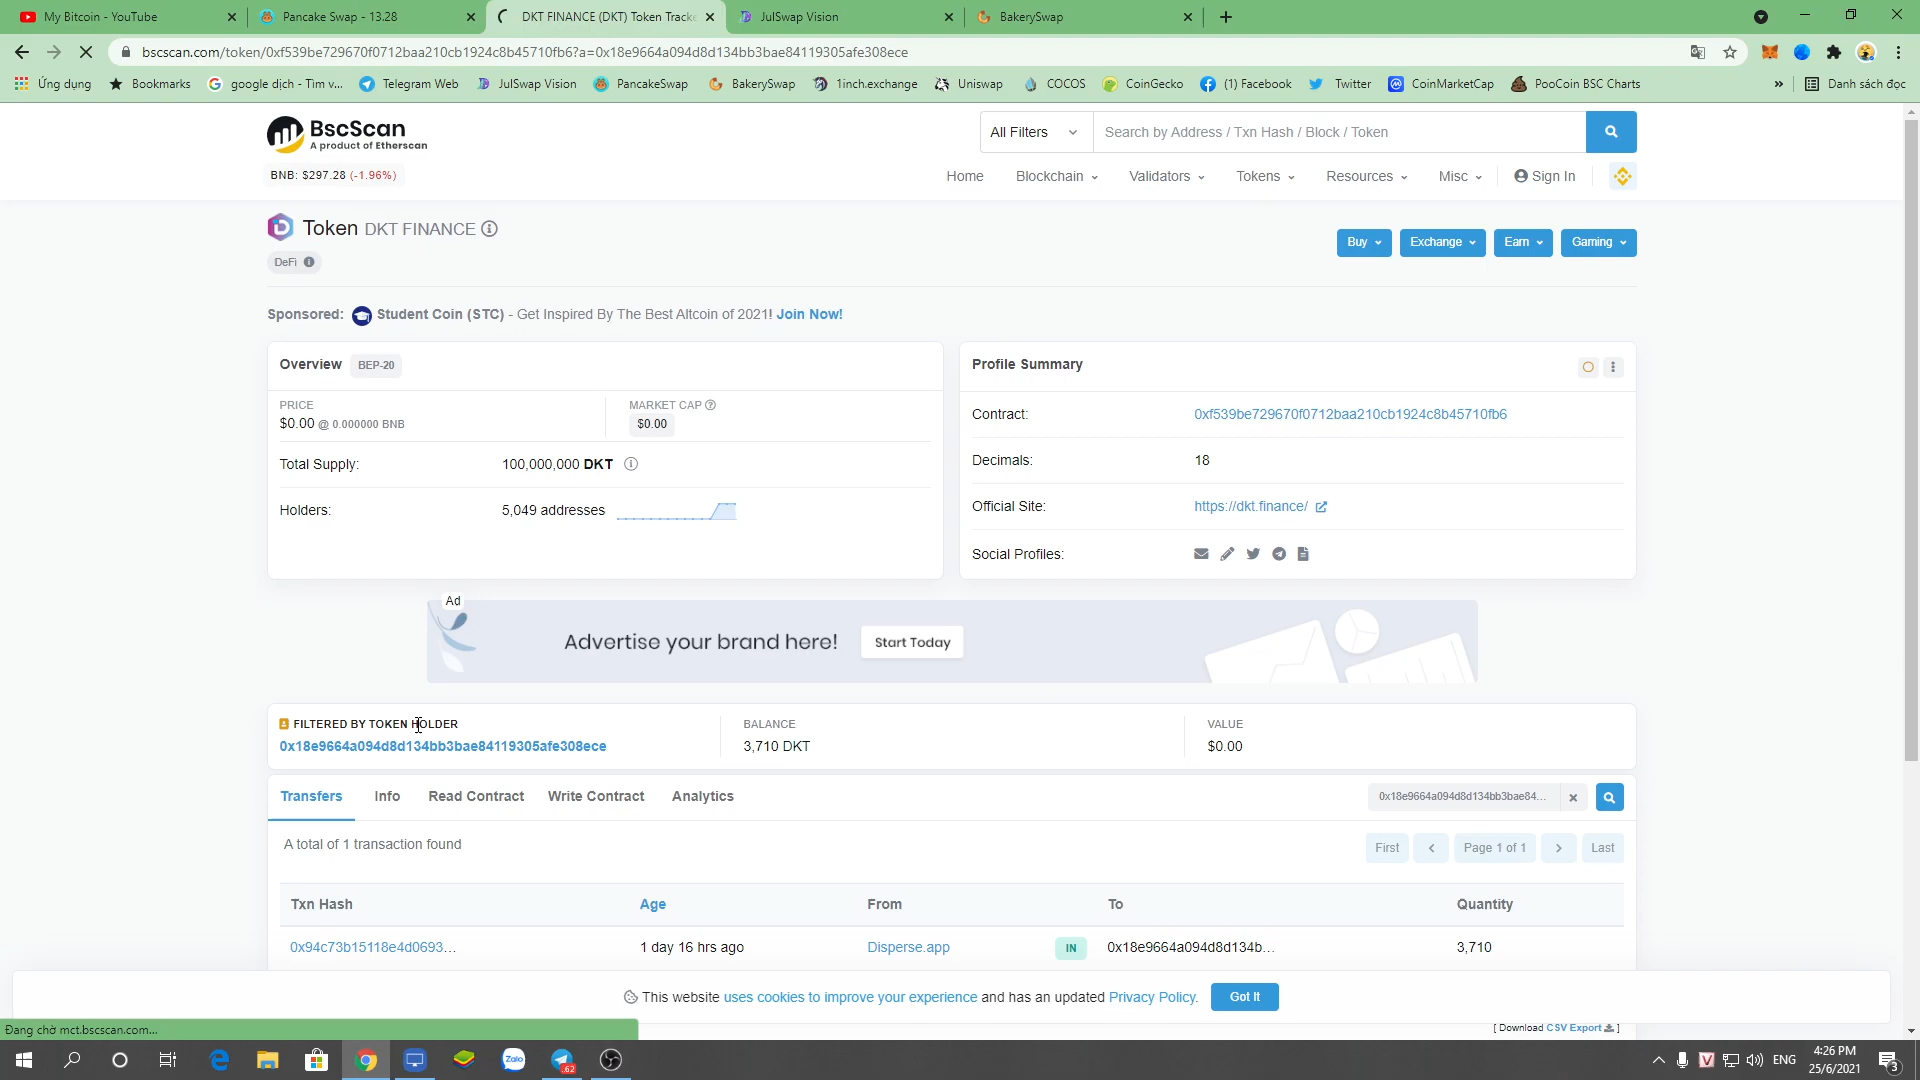 My Bitcoin - YouTube
Pancake Swap - 13.28
DKT FINANCE (DKT) Token Tracke
JulSwap Vision
BakerySwap
bscscan.com/token/0xf539be729670f0712baa210cb1924c8b45710fb6?a=0x18e9664a094d8d134bb3bae84119305afe308ece
Ứng dụng
Bookmarks
google dịch - Tìm v...
Telegram Web
JulSwap Vision
PancakeSwap
BakerySwap
1inch.exchange
Uniswap
COCOS
CoinGecko
(1) Facebook
Twitter
CoinMarketCap
PooCoin BSC Charts
»
Danh sách đọc
BscScan
A product of Etherscan
All Filters
Search by Address / Txn Hash / Block / Token
BNB: $297.28 (-1.96%)
Home
Blockchain
Validators
Tokens
Resources
Misc
Sign In
Token DKT FINANCE
Buy
Exchange
Earn
Gaming
DeFi
Sponsored: Student Coin (STC) - Get Inspired By The Best Altcoin of 2021! Join Now!
Overview BEP-20
PRICE
$0.00 @ 0.000000 BNB
MARKET CAP
$0.00
Total Supply: 100,000,000 DKT
Holders: 5,049 addresses
Profile Summary
Contract: 0xf539be729670f0712baa210cb1924c8b45710fb6
Decimals: 18
Official Site: https://dkt.finance/
Social Profiles:
Ad
Advertise your brand here!
Start Today
FILTERED BY TOKEN HOLDER
0x18e9664a094d8d134bb3bae84119305afe308ece
BALANCE
3,710 DKT
VALUE
$0.00
Transfers
Info
Read Contract
Write Contract
Analytics
0x18e9664a094d8d134bb3bae84...
A total of 1 transaction found
First
Page 1 of 1
Last
Txn Hash
Age
From
To
Quantity
0x94c73b15118e4d0693...
1 day 16 hrs ago
Disperse.app
IN
0x18e9664a094d8d134b...
3,710
This website uses cookies to improve your experience and has an updated Privacy Policy.
Got It
[ Download CSV Export ]
Đang chờ mct.bscscan.com...
Zalo
62
V
ENG
4:26 PM
25/6/2021
3